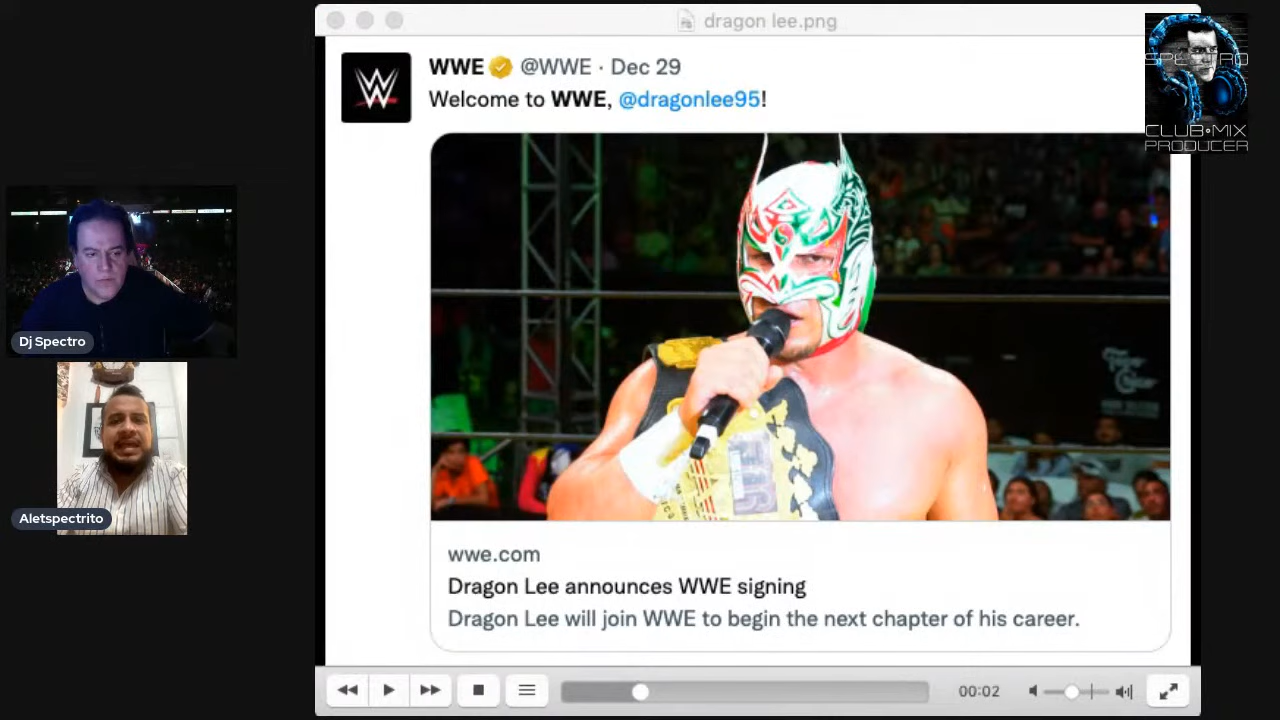 dragon lee.png
WWE @WWE · Dec 29
Welcome to WWE, @dragonlee95!
wwe.com
Dragon Lee announces WWE signing
Dragon Lee will join WWE to begin the next chapter of his career.
00:02
Dj Spectro
Aletspectrito
SPECTRO
CLUB•MIX
PRODUCER